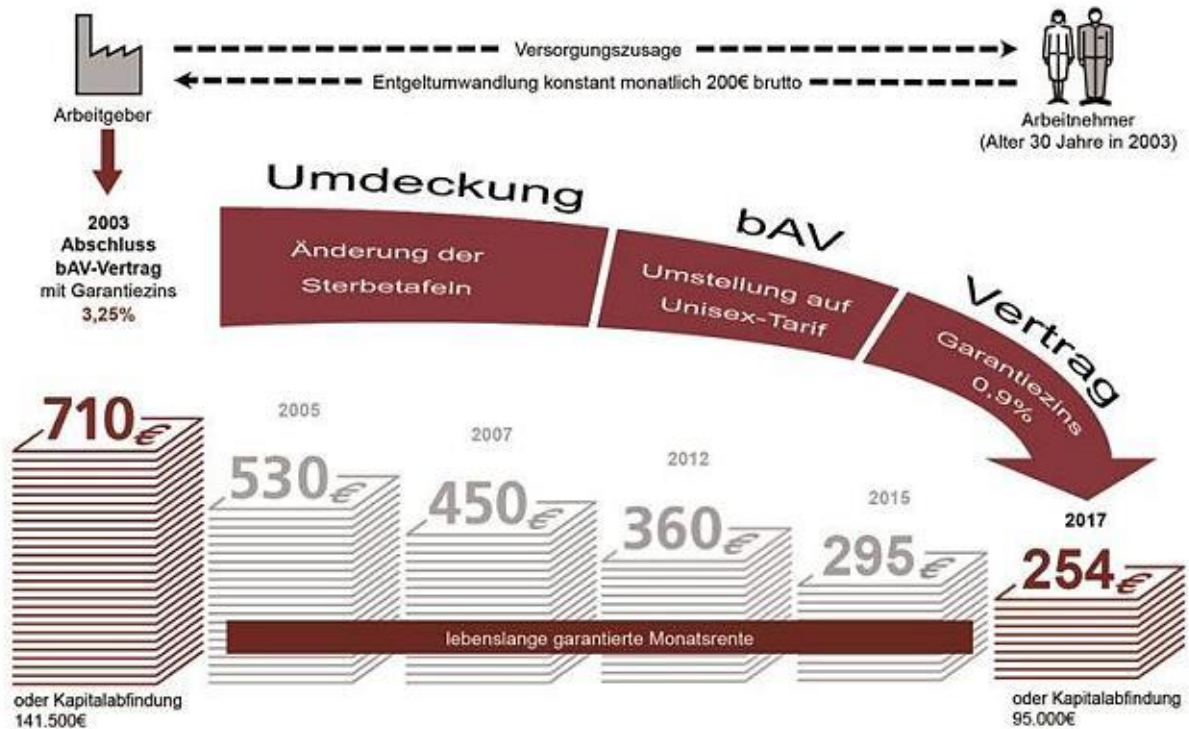 Versorgungszusage
Entgeltumwandlung konstant monatlich 200€ brutto
Arbeitgeber
Arbeitnehmer
(Alter 30 Jahre in 2003)
2003
Abschluss
bAV-Vertrag
mit Garantiezins
3,25%
Umdeckung
bAV
Vertrag
Änderung der
Sterbetafeln
Umstellung auf
Unisex-Tarif
Garantiezins
0,9%
710€
2005
530€
2007
450€
2012
360€
2015
295€
2017
254€
lebenslange garantierte Monatsrente
oder Kapitalabfindung
141.500€
oder Kapitalabfindung
95.000€